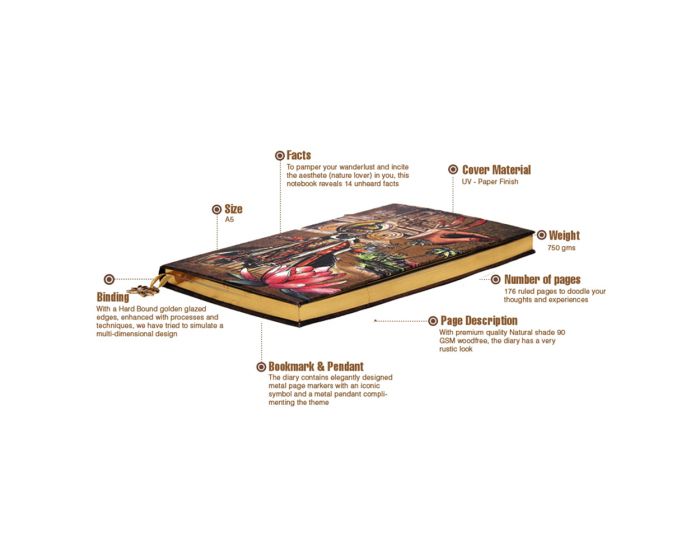 Facts
To pamper your wanderlust and incite
the aesthete (nature lover) in you, this
notebook reveals 14 unheard facts
Cover Material
UV - Paper Finish
Size
A5
Weight
750 gms
Number of pages
176 ruled pages to doodle your
thoughts and experiences
Binding
With a Hard Bound golden glazed
edges, enhanced with processes and
techniques, we have tried to simulate a
multi-dimensional design
Page Description
With premium quality Natural shade 90
GSM woodfree, the diary has a very
rustic look
Bookmark & Pendant
The diary contains elegantly designed
metal page markers with an iconic
symbol and a metal pendant compli-
menting the theme